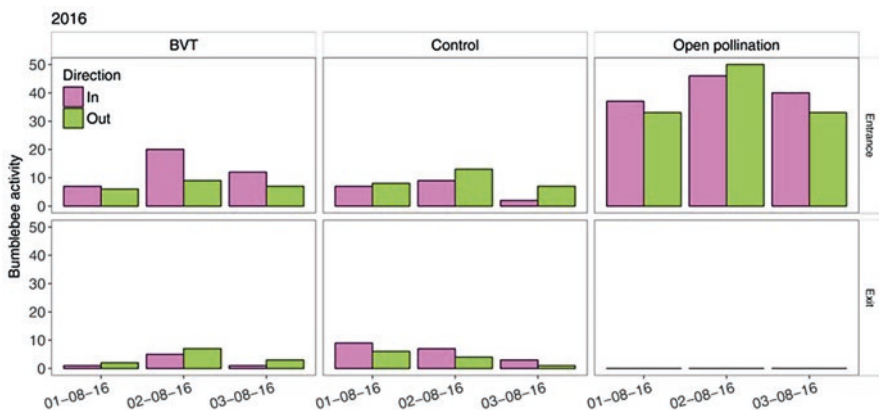 2016
BVT Control Open pollination
Direction
In
Out
50
40
30
20
10
0
Entrance
50
40
30
20
10
0
Exit
Bumblebee activity
01-08-16 02-08-16 03-08-16 01-08-16 02-08-16 03-08-16 01-08-16 02-08-16 03-08-16